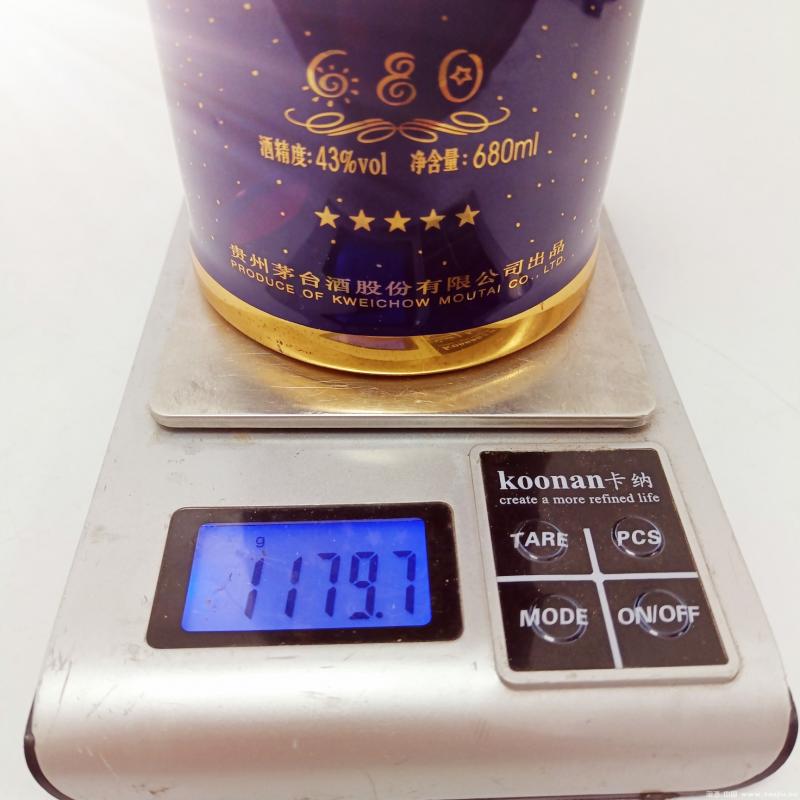 CEO
酒精度:43%vol 净含量:680ml
贵州茅台酒股份有限公司出品
PRODUCE OF KWEICHOW MOUTAI CO., LTD.
koonan卡纳
create a more refined life
TARE PCS
g
1179.7
MODE ON/OFF